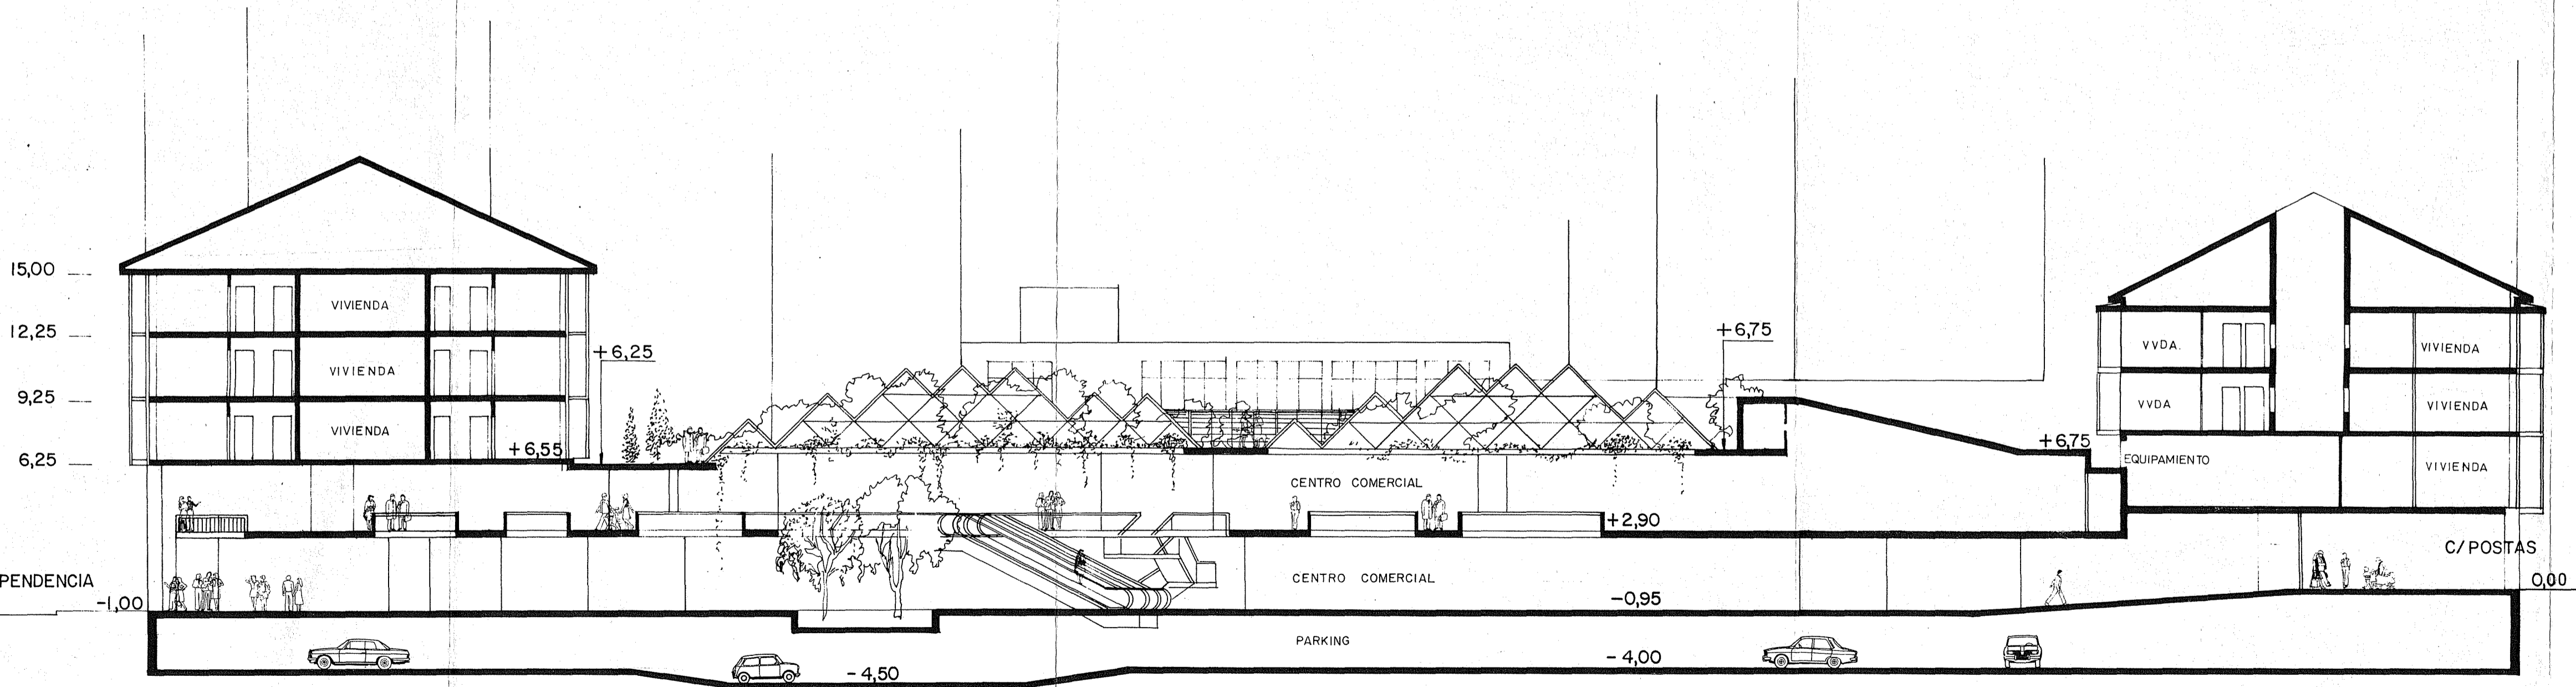 15,00
12,25
9,25
6,25
VIVIENDA
VIVIENDA
VIVIENDA
+6,55
+6,25
+6,75
+6,75
VVDA.
VIVIENDA
VVDA
VIVIENDA
EQUIPAMIENTO
VIVIENDA
CENTRO COMERCIAL
+2,90
C/POSTAS
PENDENCIA
CENTRO COMERCIAL
0,00
-1,00
-0,95
PARKING
-4,00
-4,50